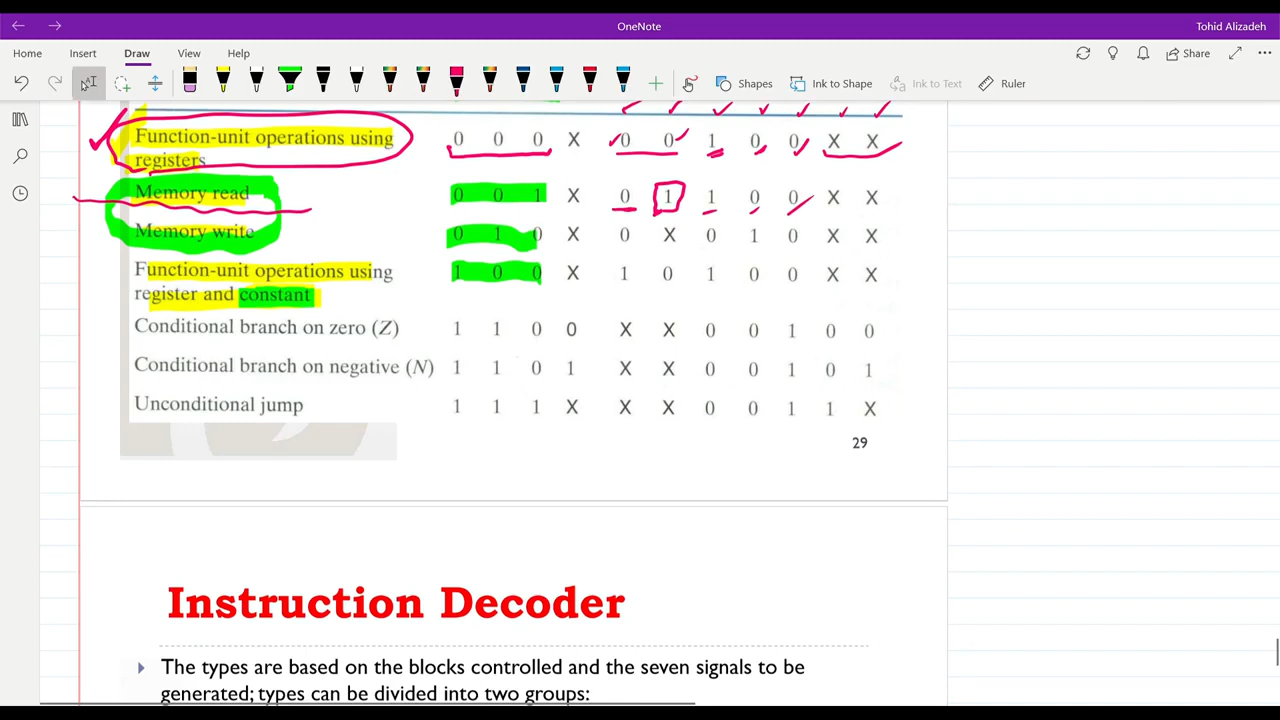 OneNote
Tohid Alizadeh
Home Insert Draw View Help
Share
Shapes Ink to Shape Ink to Text Ruler
Function-unit operations using registers 0 0 0 X 0 0 1 0 0 X X
Memory read 0 0 1 X 0 1 1 0 0 X X
Memory write 0 1 0 X 0 X 0 1 0 X X
Function-unit operations using register and constant 1 0 0 X 1 0 1 0 0 X X
Conditional branch on zero (Z) 1 1 0 0 X X 0 0 1 0 0
Conditional branch on negative (N) 1 1 0 1 X X 0 0 1 0 1
Unconditional jump 1 1 1 X X X 0 0 1 1 X
29
Instruction Decoder
The types are based on the blocks controlled and the seven signals to be
generated; types can be divided into two groups: